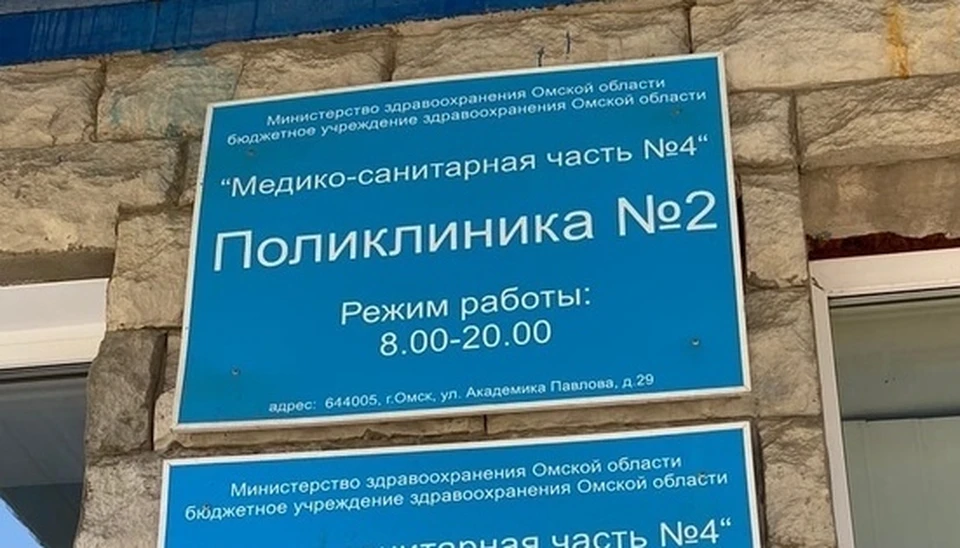 Министерство здравоохранения Омской области
бюджетное учреждение здравоохранения Омской области
“Медико-санитарная часть №4“
Поликлиника №2
Режим работы:
8.00-20.00
адрес: 644005, г.Омск, ул. Академика Павлова, д.29
Министерство здравоохранения Омской области
бюджетное учреждение здравоохранения Омской области
часть №4“